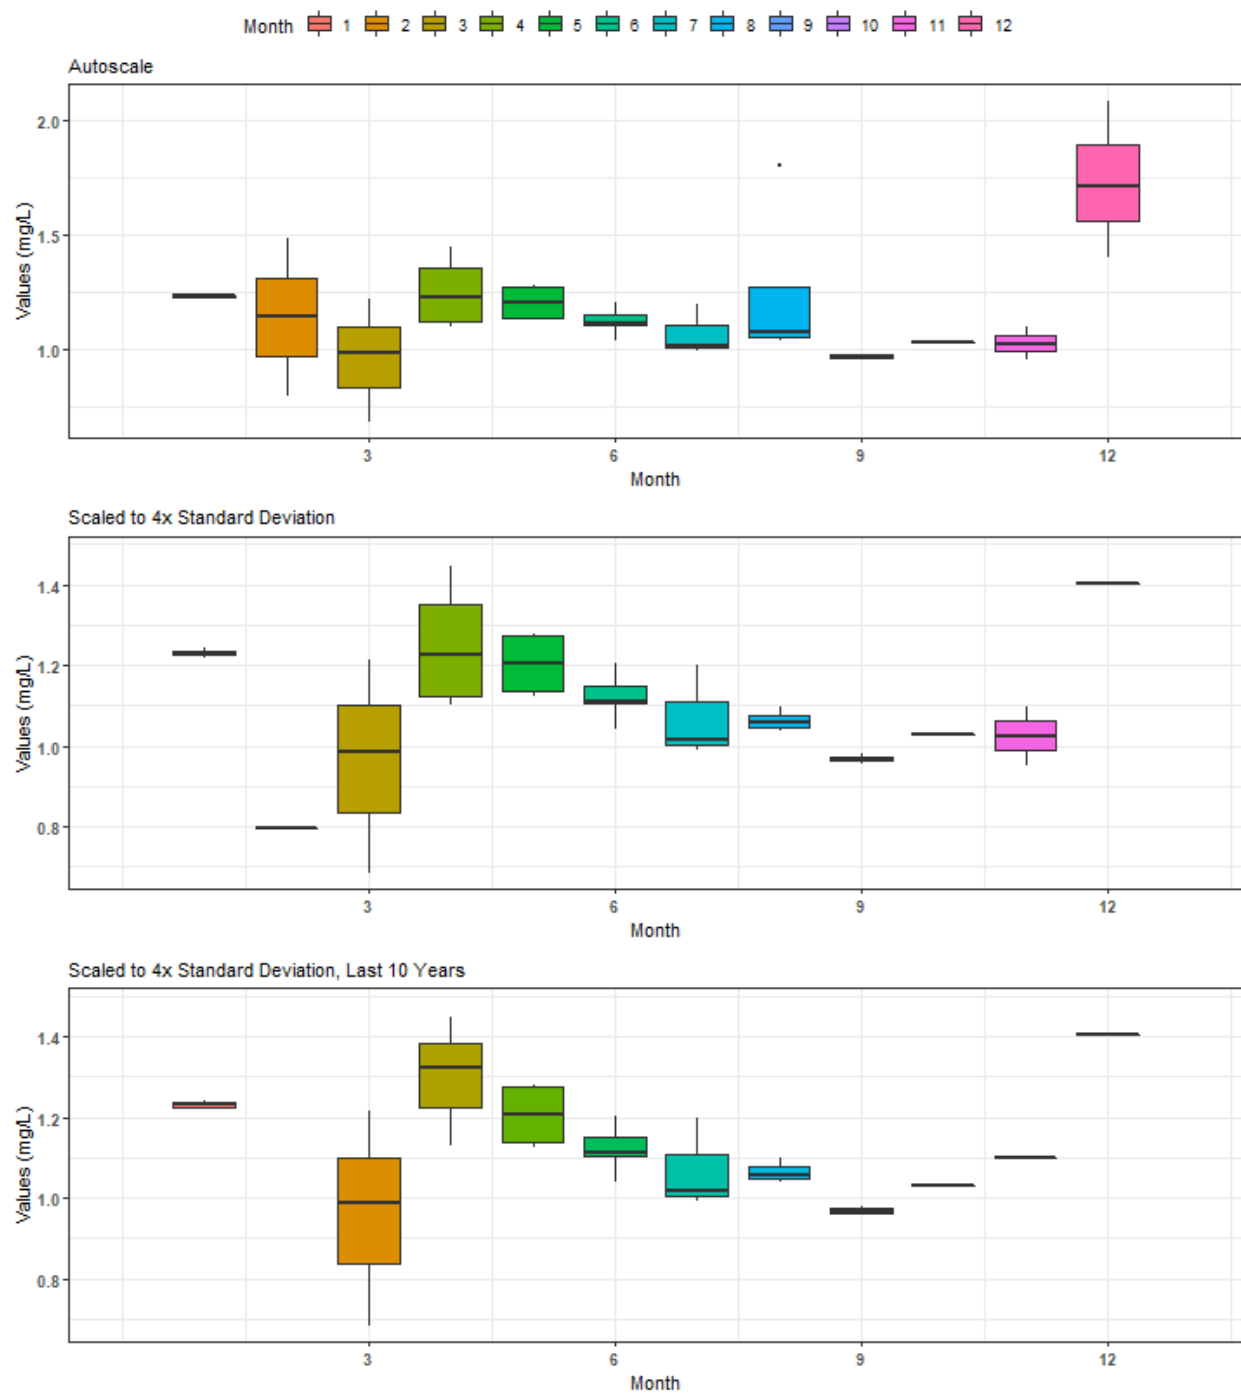 Month 1 2 3 4 5 6 7 8 9 10 11 12
Autoscale
2.0
1.5
1.0
Values (mg/L)
3 6 9 12
Month
Scaled to 4x Standard Deviation
1.4
1.2
1.0
0.8
Values (mg/L)
3 6 9 12
Month
Scaled to 4x Standard Deviation, Last 10 Years
1.4
1.2
1.0
0.8
Values (mg/L)
3 6 9 12
Month